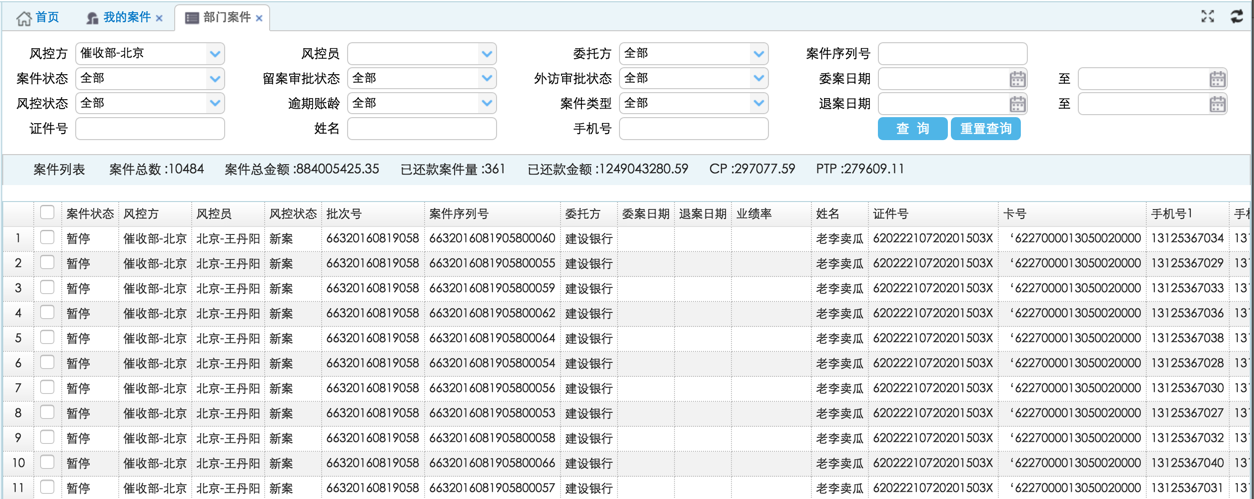 首页 我的案件 × 部门案件 ×
风控方 催收部-北京 风控员 委托方 全部 案件序列号
案件状态 全部 留案审批状态 全部 外访审批状态 全部 委案日期 至
风控状态 全部 逾期账龄 全部 案件类型 全部 退案日期 至
证件号 姓名 手机号 查 询 重置查询
案件列表 案件总数 :10484 案件总金额 :884005425.35 已还款案件量 :361 已还款金额 :1249043280.59 CP :297077.59 PTP :279609.11
案件状态 风控方 风控员 风控状态 批次号 案件序列号 委托方 委案日期 退案日期 业绩率 姓名 证件号 卡号 手机号1
1 暂停 催收部-北京 北京-王丹阳 新案 66320160819058 6632016081905800060 建设银行 老李卖瓜 62022210720201503X ‘6227000013050020000 13125367034 13
2 暂停 催收部-北京 北京-王丹阳 新案 66320160819058 6632016081905800055 建设银行 老李卖瓜 62022210720201503X ‘6227000013050020000 13125367029 13
3 暂停 催收部-北京 北京-王丹阳 新案 66320160819058 6632016081905800059 建设银行 老李卖瓜 62022210720201503X ‘6227000013050020000 13125367033 13
4 暂停 催收部-北京 北京-王丹阳 新案 66320160819058 6632016081905800062 建设银行 老李卖瓜 62022210720201503X ‘6227000013050020000 13125367036 13
5 暂停 催收部-北京 北京-王丹阳 新案 66320160819058 6632016081905800064 建设银行 老李卖瓜 62022210720201503X ‘6227000013050020000 13125367038 13
6 暂停 催收部-北京 北京-王丹阳 新案 66320160819058 6632016081905800054 建设银行 老李卖瓜 62022210720201503X ‘6227000013050020000 13125367028 13
7 暂停 催收部-北京 北京-王丹阳 新案 66320160819058 6632016081905800056 建设银行 老李卖瓜 62022210720201503X ‘6227000013050020000 13125367030 13
8 暂停 催收部-北京 北京-王丹阳 新案 66320160819058 6632016081905800053 建设银行 老李卖瓜 62022210720201503X ‘6227000013050020000 13125367027 13
9 暂停 催收部-北京 北京-王丹阳 新案 66320160819058 6632016081905800058 建设银行 老李卖瓜 62022210720201503X ‘6227000013050020000 13125367032 13
10 暂停 催收部-北京 北京-王丹阳 新案 66320160819058 6632016081905800066 建设银行 老李卖瓜 62022210720201503X ‘6227000013050020000 13125367040 13
11 暂停 催收部-北京 北京-王丹阳 新案 66320160819058 6632016081905800057 建设银行 老李卖瓜 62022210720201503X ‘6227000013050020000 13125367031 13